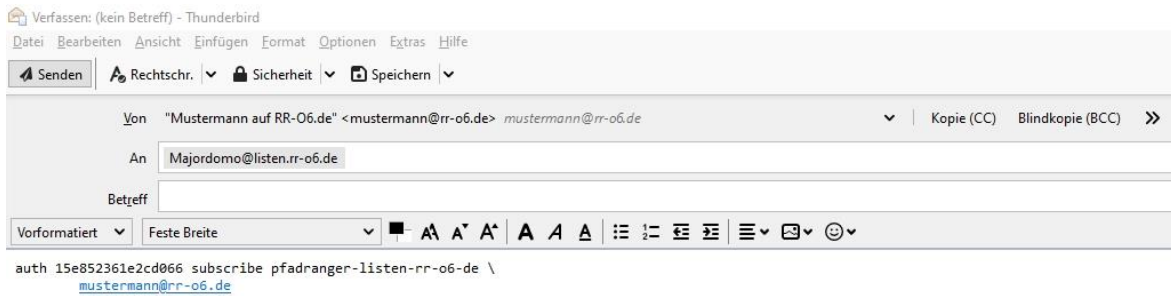 Verfassen: (kein Betreff) - Thunderbird
Datei Bearbeiten Ansicht Einfügen Format Optionen Extras Hilfe
Senden Rechtschr. Sicherheit Speichern
Von "Mustermann auf RR-O6.de" <mustermann@rr-o6.de> mustermann@rr-o6.de Kopie (CC) Blindkopie (BCC)
An Majordomo@listen.rr-o6.de
Betreff
Vorformatiert Feste Breite
auth 15e852361e2cd066 subscribe pfadranger-listen-rr-o6-de \
mustermann@rr-o6.de